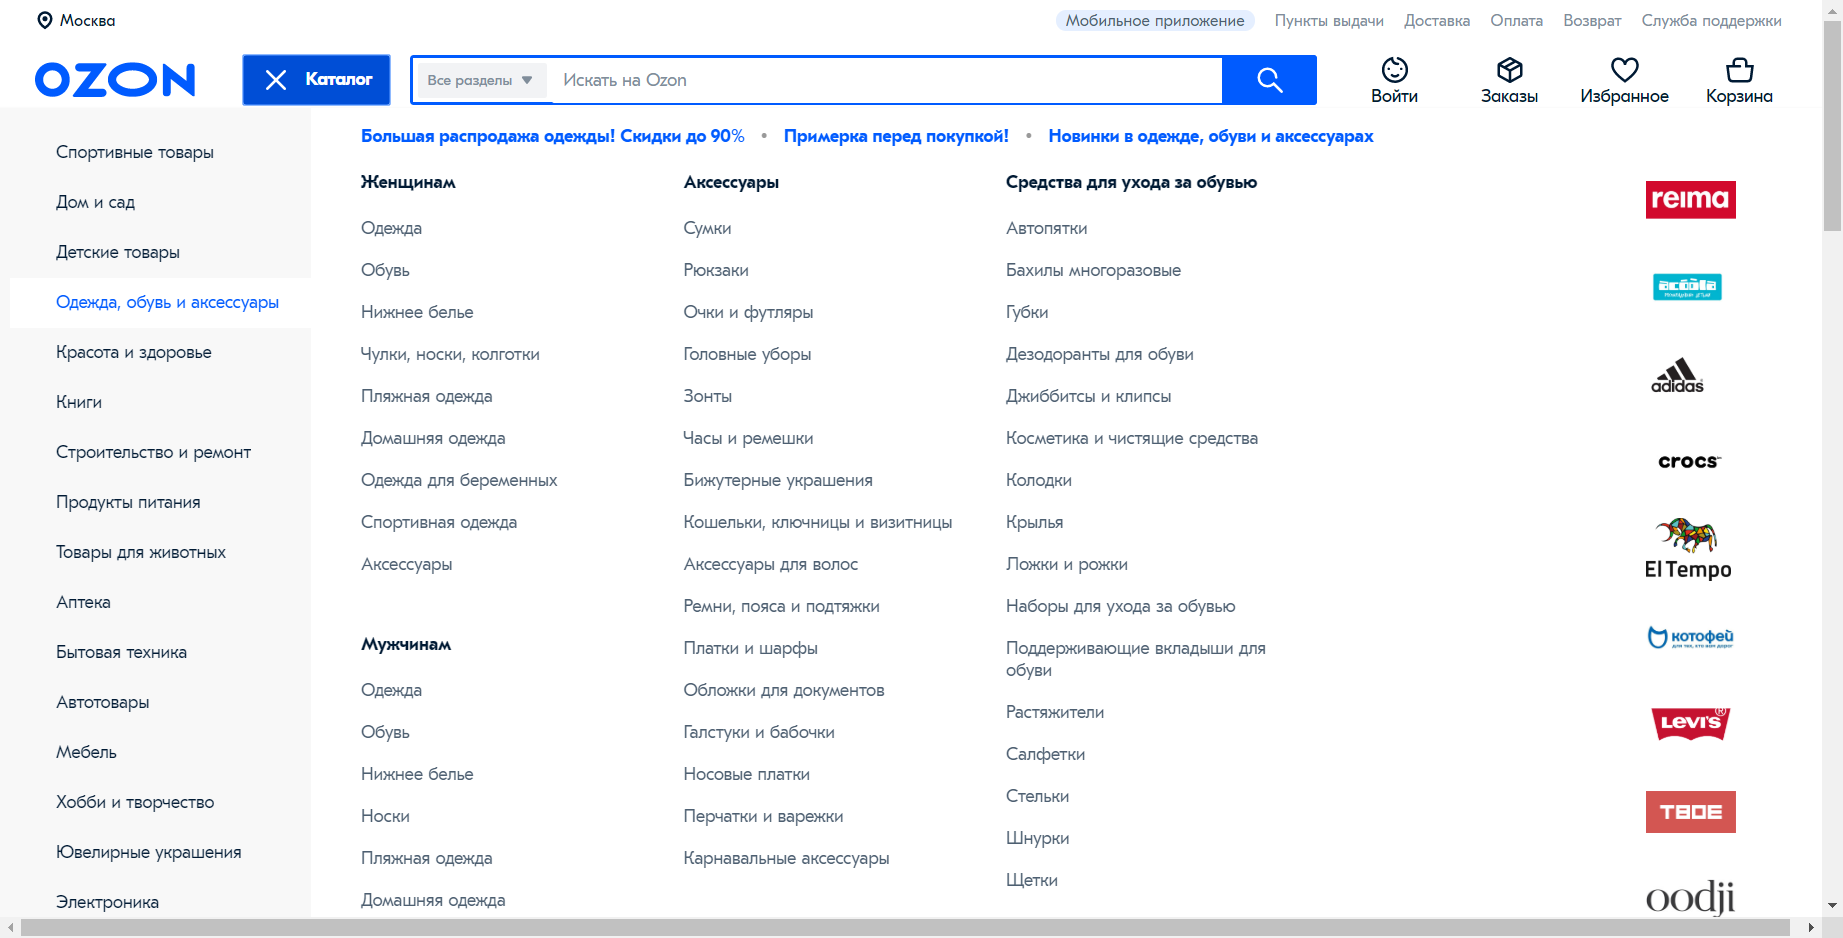 Москва
Мобильное приложение
Пункты выдачи
Доставка
Оплата
Возврат
Служба поддержки
OZON
Каталог
Все разделы
Искать на Ozon
Войти
Заказы
Избранное
Корзина
Спортивные товары
Дом и сад
Детские товары
Одежда, обувь и аксессуары
Красота и здоровье
Книги
Строительство и ремонт
Продукты питания
Товары для животных
Аптека
Бытовая техника
Автотовары
Мебель
Хобби и творчество
Ювелирные украшения
Электроника
Большая распродажа одежды! Скидки до 90% • Примерка перед покупкой! • Новинки в одежде, обуви и аксессуарах
Женщинам
Одежда
Обувь
Нижнее белье
Чулки, носки, колготки
Пляжная одежда
Домашняя одежда
Одежда для беременных
Спортивная одежда
Аксессуары
Мужчинам
Одежда
Обувь
Нижнее белье
Носки
Пляжная одежда
Домашняя одежда
Аксессуары
Сумки
Рюкзаки
Очки и футляры
Головные уборы
Зонты
Часы и ремешки
Бижутерные украшения
Кошельки, ключницы и визитницы
Аксессуары для волос
Ремни, пояса и подтяжки
Платки и шарфы
Обложки для документов
Галстуки и бабочки
Носовые платки
Перчатки и варежки
Карнавальные аксессуары
Средства для ухода за обувью
Автопятки
Бахилы многоразовые
Губки
Дезодоранты для обуви
Джиббитсы и клипсы
Косметика и чистящие средства
Колодки
Крылья
Ложки и рожки
Наборы для ухода за обувью
Поддерживающие вкладыши для
обуви
Растяжители
Салфетки
Стельки
Шнурки
Щетки
reima
acoola
adidas
crocs
El Tempo
котофей
для тех, кто вам дорог
LEVI'S
ТВОЕ
oodji